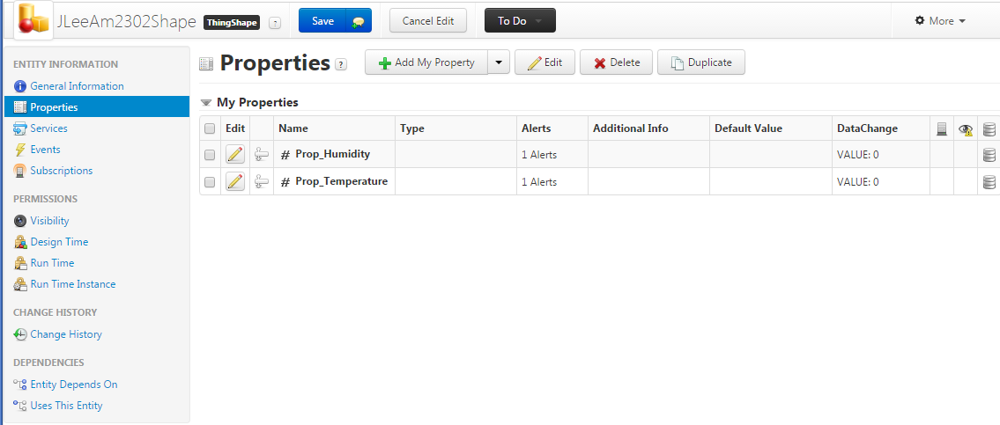 JLeeAm2302Shape ThingShape ? Save Cancel Edit To Do More
ENTITY INFORMATION
General Information
Properties
Services
Events
Subscriptions
PERMISSIONS
Visibility
Design Time
Run Time
Run Time Instance
CHANGE HISTORY
Change History
DEPENDENCIES
Entity Depends On
Uses This Entity
Properties ? Add My Property Edit Delete Duplicate
My Properties
Edit Name Type Alerts Additional Info Default Value DataChange
# Prop_Humidity 1 Alerts VALUE: 0
# Prop_Temperature 1 Alerts VALUE: 0